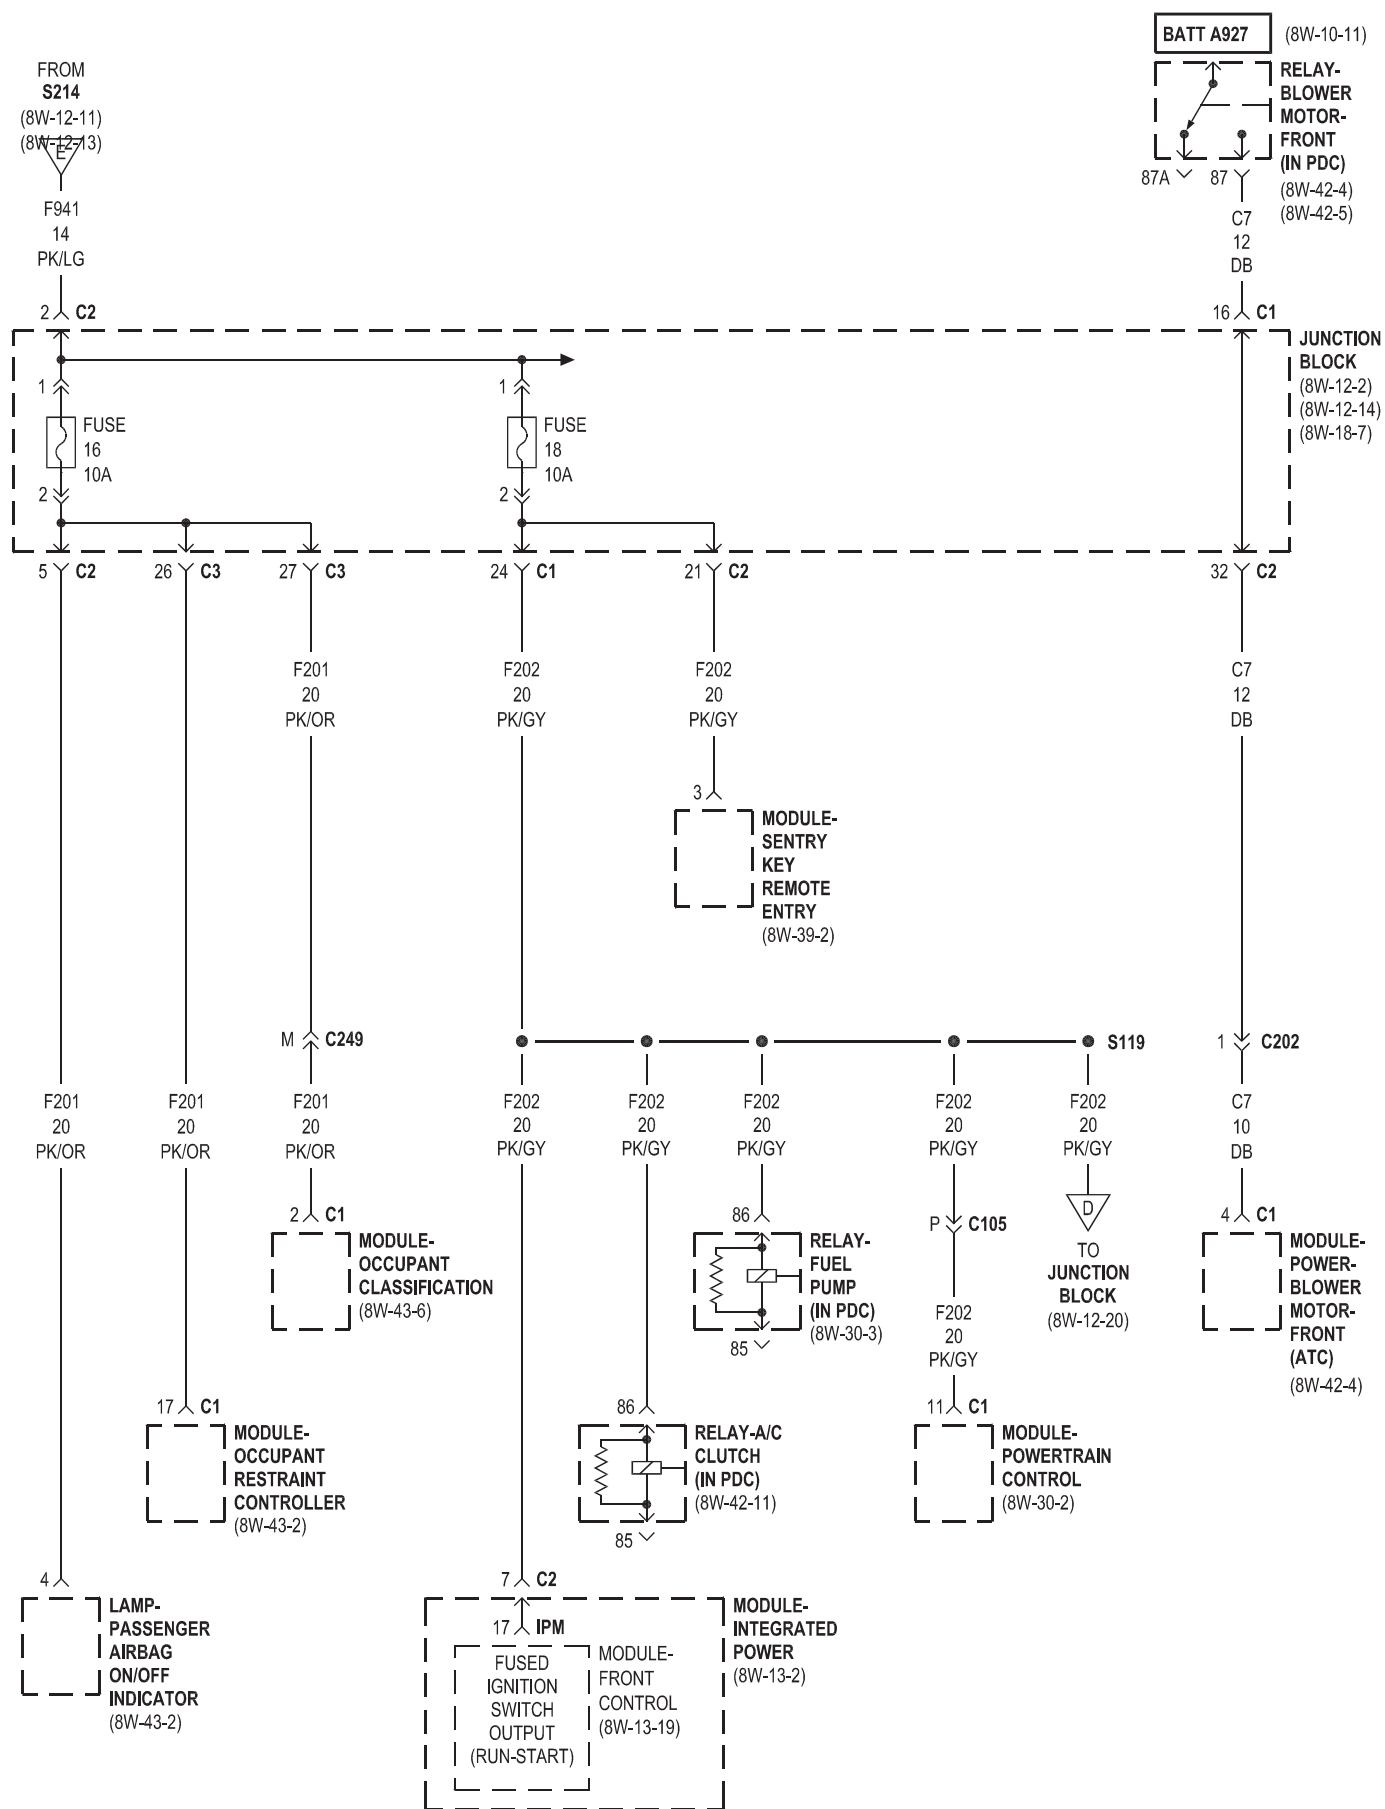 BATT A927 (8W-10-11)
FROM
S214
(8W-12-11)
(8W-12-13)
E
RELAY-
BLOWER
MOTOR-
FRONT
(IN PDC)
(8W-42-4)
(8W-42-5)
87A 87
F941
14
PK/LG
C7
12
DB
2 C2
16 C1
JUNCTION
BLOCK
(8W-12-2)
(8W-12-14)
(8W-18-7)
1 1
FUSE
16
10A
FUSE
18
10A
2 2
5 C2 26 C3 27 C3 24 C1 21 C2 32 C2
F201
20
PK/OR
F202
20
PK/GY
F202
20
PK/GY
C7
12
DB
3
MODULE-
SENTRY
KEY
REMOTE
ENTRY
(8W-39-2)
M C249
S119
1 C202
F201
20
PK/OR
F201
20
PK/OR
F201
20
PK/OR
F202
20
PK/GY
F202
20
PK/GY
F202
20
PK/GY
F202
20
PK/GY
F202
20
PK/GY
C7
10
DB
2 C1
MODULE-
OCCUPANT
CLASSIFICATION
(8W-43-6)
86
RELAY-
FUEL
PUMP
(IN PDC)
(8W-30-3)
85
P C105
F202
20
PK/GY
D
TO
JUNCTION
BLOCK
(8W-12-20)
4 C1
MODULE-
POWER-
BLOWER
MOTOR-
FRONT
(ATC)
(8W-42-4)
17 C1
MODULE-
OCCUPANT
RESTRAINT
CONTROLLER
(8W-43-2)
86
RELAY-A/C
CLUTCH
(IN PDC)
(8W-42-11)
85
11 C1
MODULE-
POWERTRAIN
CONTROL
(8W-30-2)
4
LAMP-
PASSENGER
AIRBAG
ON/OFF
INDICATOR
(8W-43-2)
7 C2
17 IPM
FUSED
IGNITION
SWITCH
OUTPUT
(RUN-START)
MODULE-
FRONT
CONTROL
(8W-13-19)
MODULE-
INTEGRATED
POWER
(8W-13-2)